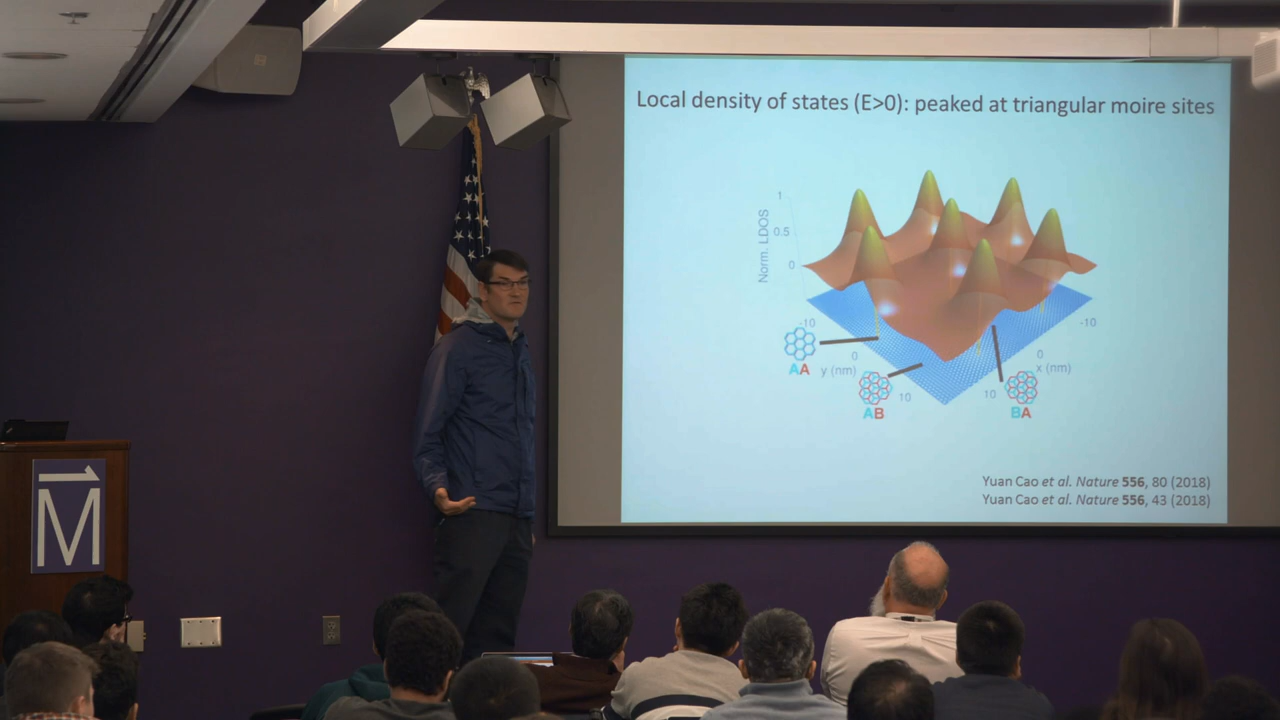 Local density of states (E>0): peaked at triangular moire sites
1
0.5
0
Norm. LDOS
-10
0
10
y (nm)
-10
0
10
x (nm)
AA
AB
BA
Yuan Cao et al. Nature 556, 80 (2018)
Yuan Cao et al. Nature 556, 43 (2018)
M